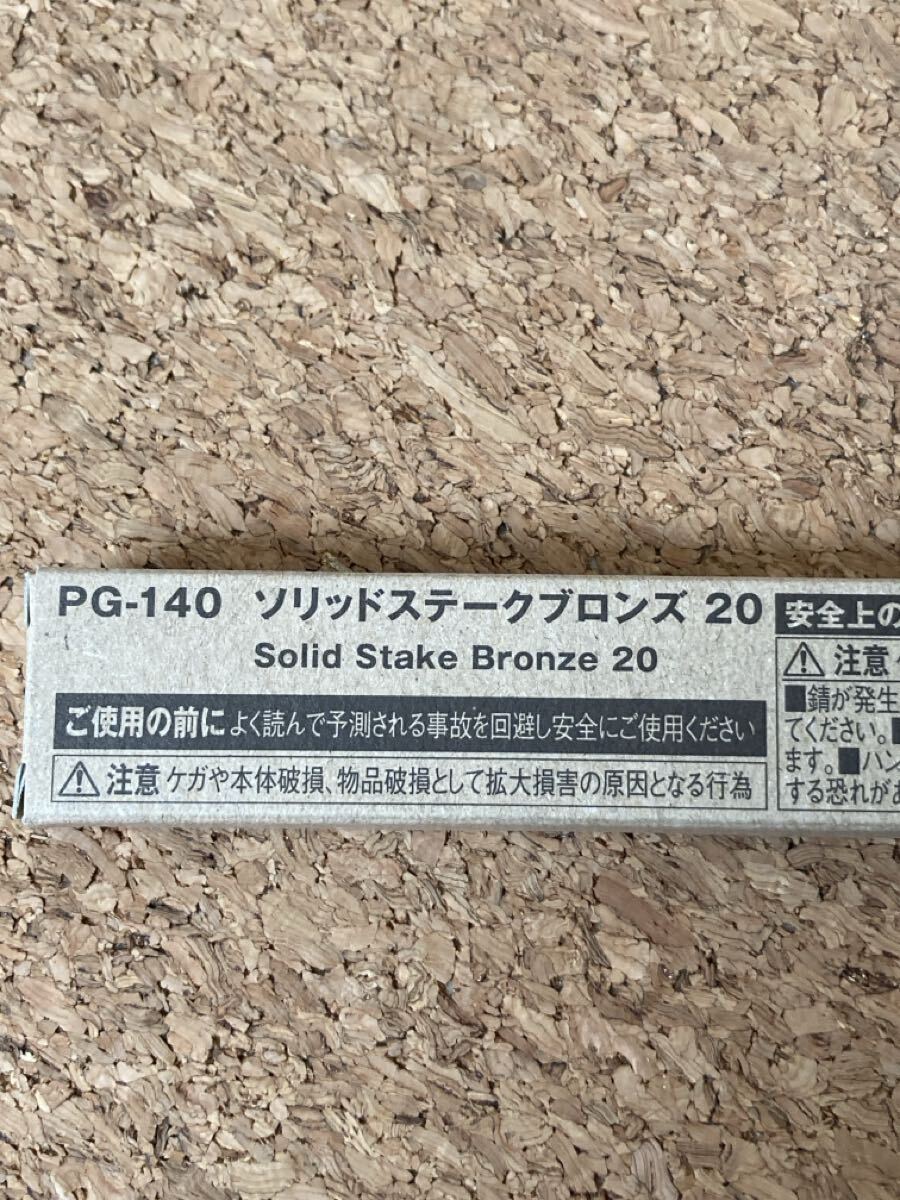 PG-140 ソリッドステークブロンズ 20
Solid Stake Bronze 20
ご使用の前に よく読んで予測される事故を回避し安全にご使用ください
注意 ケガや本体破損、物品破損として拡大損害の原因となる行為
安全上の
注意
■錆が発生
てください。■
ます。■ハン
する恐れがあ